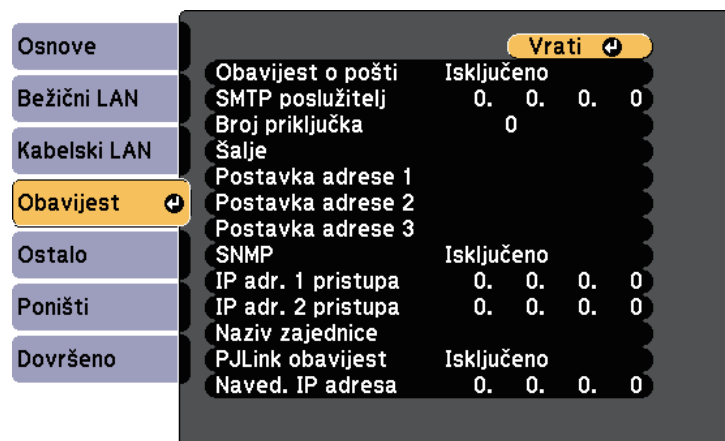 Osnove
Bežični LAN
Kabelski LAN
Obavijest
Ostalo
Poništi
Dovršeno
Vrati
Obavijest o pošti Isključeno
SMTP poslužitelj 0. 0. 0. 0
Broj priključka 0
Šalje
Postavka adrese 1
Postavka adrese 2
Postavka adrese 3
SNMP Isključeno
IP adr. 1 pristupa 0. 0. 0. 0
IP adr. 2 pristupa 0. 0. 0. 0
Naziv zajednice
PJLink obavijest Isključeno
Naved. IP adresa 0. 0. 0. 0